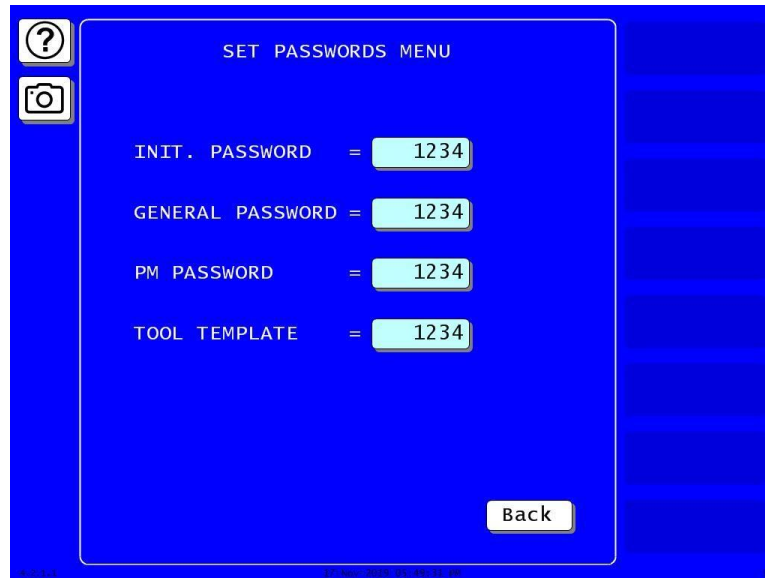 SET PASSWORDS MENU
INIT. PASSWORD = 1234
GENERAL PASSWORD = 1234
PM PASSWORD = 1234
TOOL TEMPLATE = 1234
Back